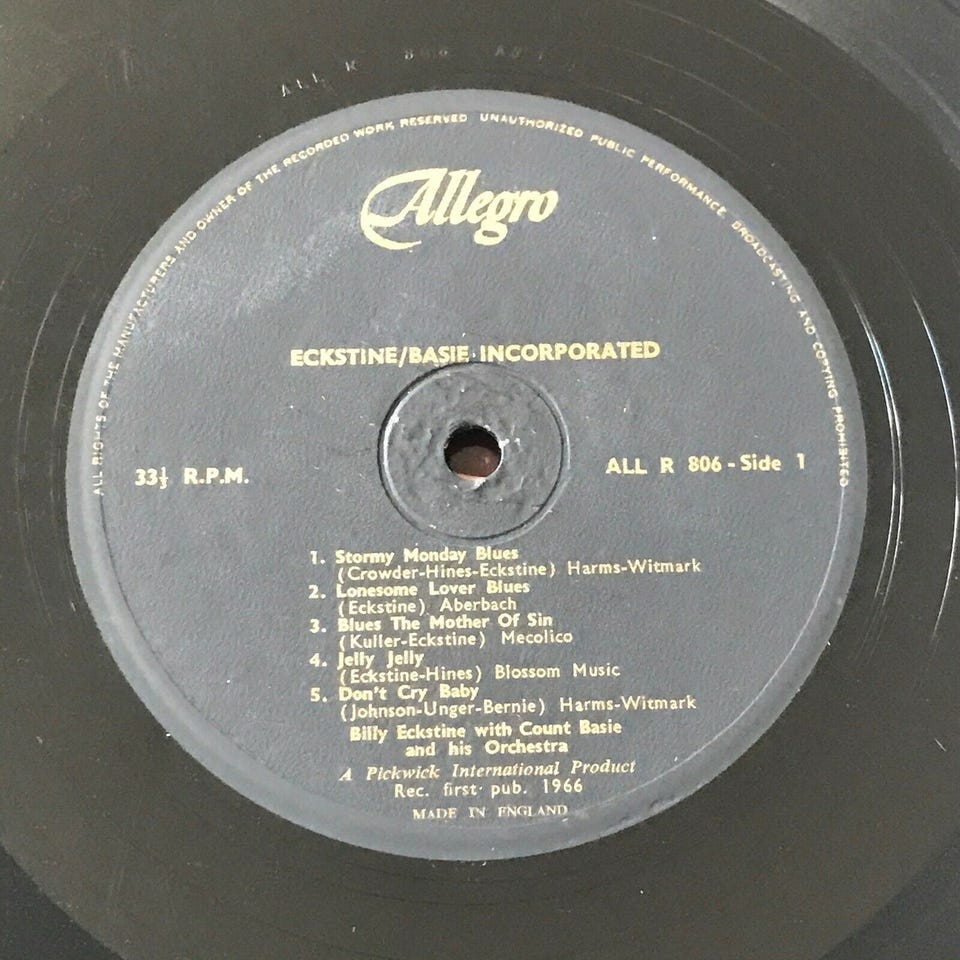 ALL RIGHTS OF THE MANUFACTURERS AND OWNER OF THE RECORDED WORK RESERVED UNAUTHORIZED PUBLIC PERFORMANCE, BROADCASTING AND COPYING PROHIBITED
Allegro
ECKSTINE/BASIE·INCORPORATED
33⅓ R.P.M.
ALL R 806 - Side 1
1. Stormy Monday Blues
(Crowder-Hines-Eckstine) Harms-Witmark
2. Lonesome Lover Blues
(Eckstine) Aberbach
3. Blues The Mother Of Sin
(Kuller-Eckstine) Mecolico
4. Jelly Jelly
(Eckstine-Hines) Blossom Music
5. Don't Cry Baby
(Johnson-Unger-Bernie) Harms-Witmark
Billy Eckstine with Count Basie
and his Orchestra
A Pickwick International Product
Rec. first· pub. 1966
MADE IN ENGLAND